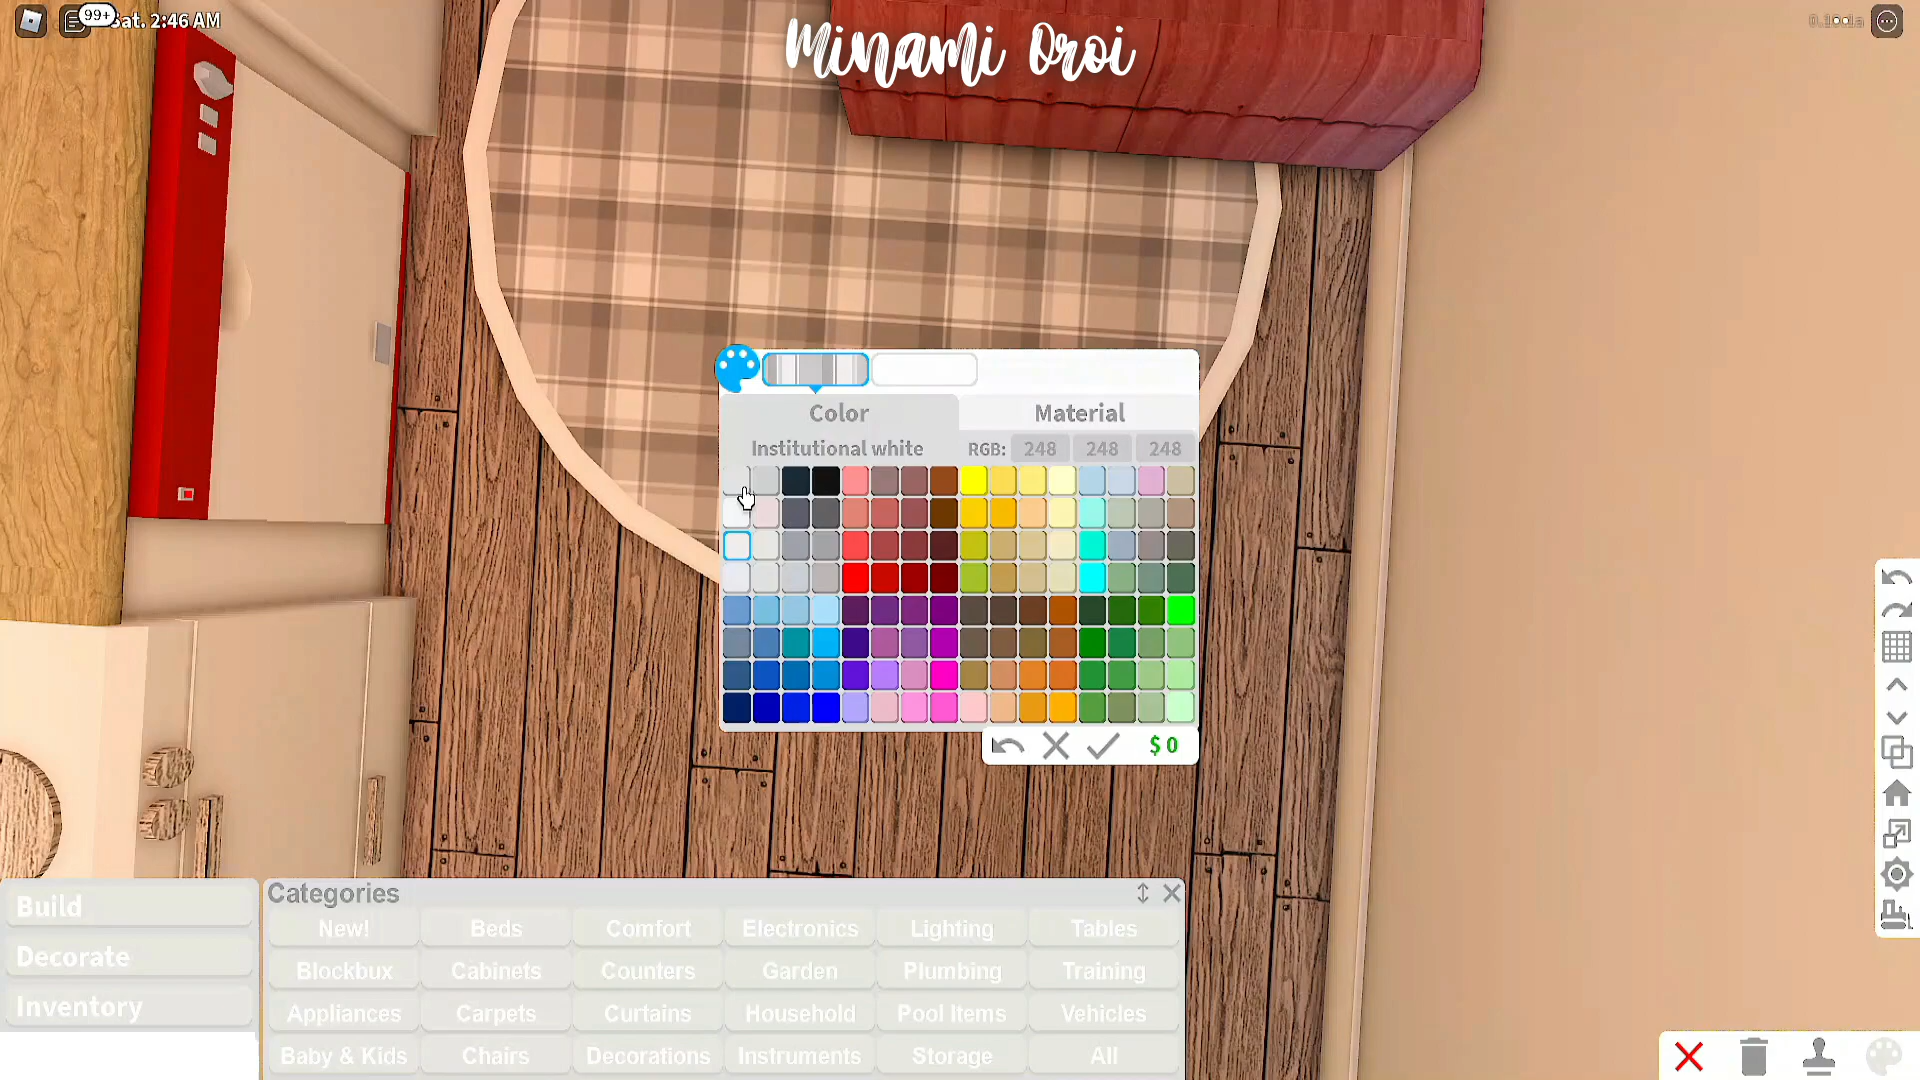 99+
Sat. 2:46 AM
Minami Oroi
Color
Material
Institutional white
RGB: 248 248 248
$ 0
Build
Decorate
Inventory
Categories
New! Beds Comfort Electronics Lighting Tables
Blockbux Cabinets Counters Garden Plumbing Training
Appliances Carpets Curtains Household Pool Items Vehicles
Baby & Kids Chairs Decorations Instruments Storage All